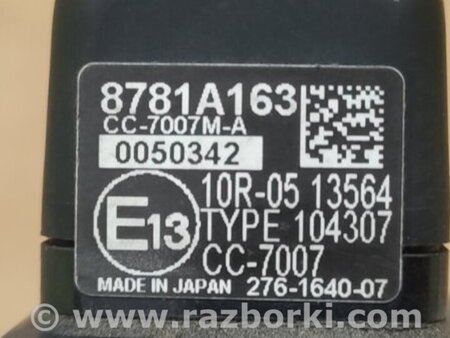 8781A163
CC-7007M-A
0050342
10R-05 13564
E13
TYPE 104307
CC-7007
MADE IN JAPAN 276-1640-07
© www.razborki.com